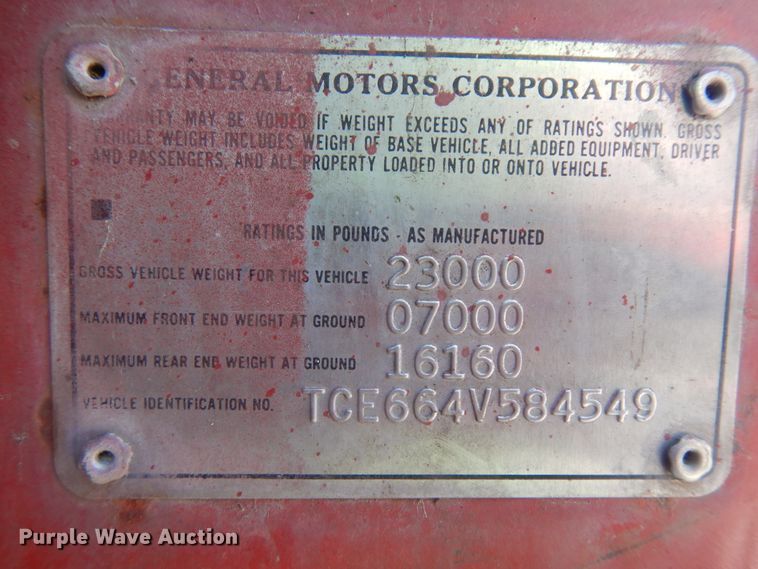 GENERAL MOTORS CORPORATION
WARRANTY MAY BE VOIDED IF WEIGHT EXCEEDS ANY OF RATINGS SHOWN. GROSS
VEHICLE WEIGHT INCLUDES WEIGHT OF BASE VEHICLE, ALL ADDED EQUIPMENT, DRIVER
AND PASSENGERS, AND ALL PROPERTY LOADED INTO OR ONTO VEHICLE.
RATINGS IN POUNDS - AS MANUFACTURED
GROSS VEHICLE WEIGHT FOR THIS VEHICLE 23000
MAXIMUM FRONT END WEIGHT AT GROUND 07000
MAXIMUM REAR END WEIGHT AT GROUND 16160
VEHICLE IDENTIFICATION NO. TCE664V584549
Purple Wave Auction